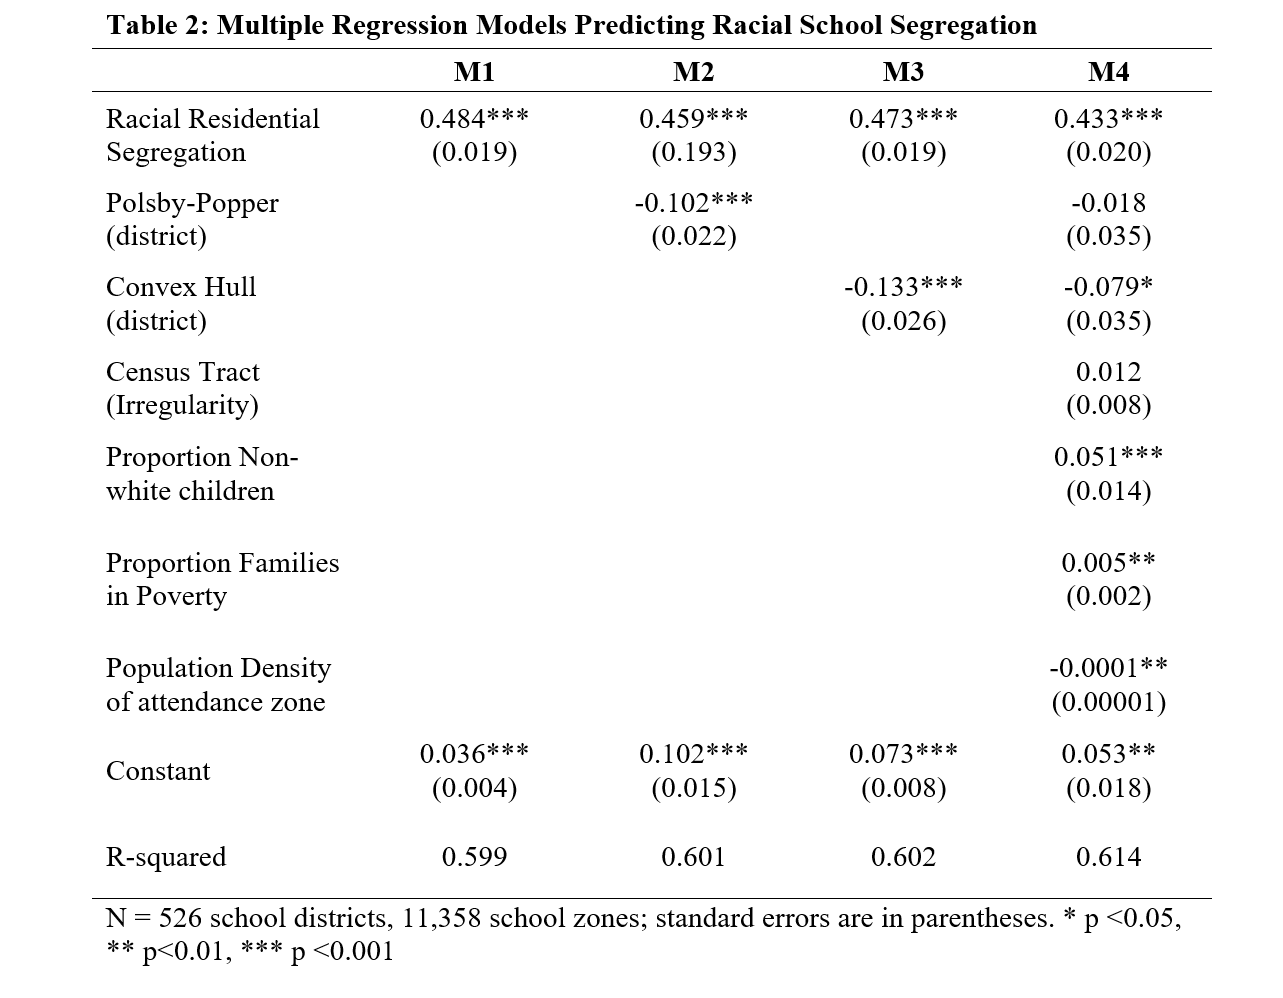 Table 2: Multiple Regression Models Predicting Racial School Segregation
M1 M2 M3 M4
Racial Residential 0.484*** 0.459*** 0.473*** 0.433***
Segregation (0.019) (0.193) (0.019) (0.020)
Polsby-Popper -0.102*** -0.018
(district) (0.022) (0.035)
Convex Hull -0.133*** -0.079*
(district) (0.026) (0.035)
Census Tract 0.012
(Irregularity) (0.008)
Proportion Non- 0.051***
white children (0.014)
Proportion Families 0.005**
in Poverty (0.002)
Population Density -0.0001**
of attendance zone (0.00001)
0.036*** 0.102*** 0.073*** 0.053**
Constant
(0.004) (0.015) (0.008) (0.018)
R-squared 0.599 0.601 0.602 0.614
N = 526 school districts, 11,358 school zones; standard errors are in parentheses. * p <0.05,
** p<0.01, *** p <0.001